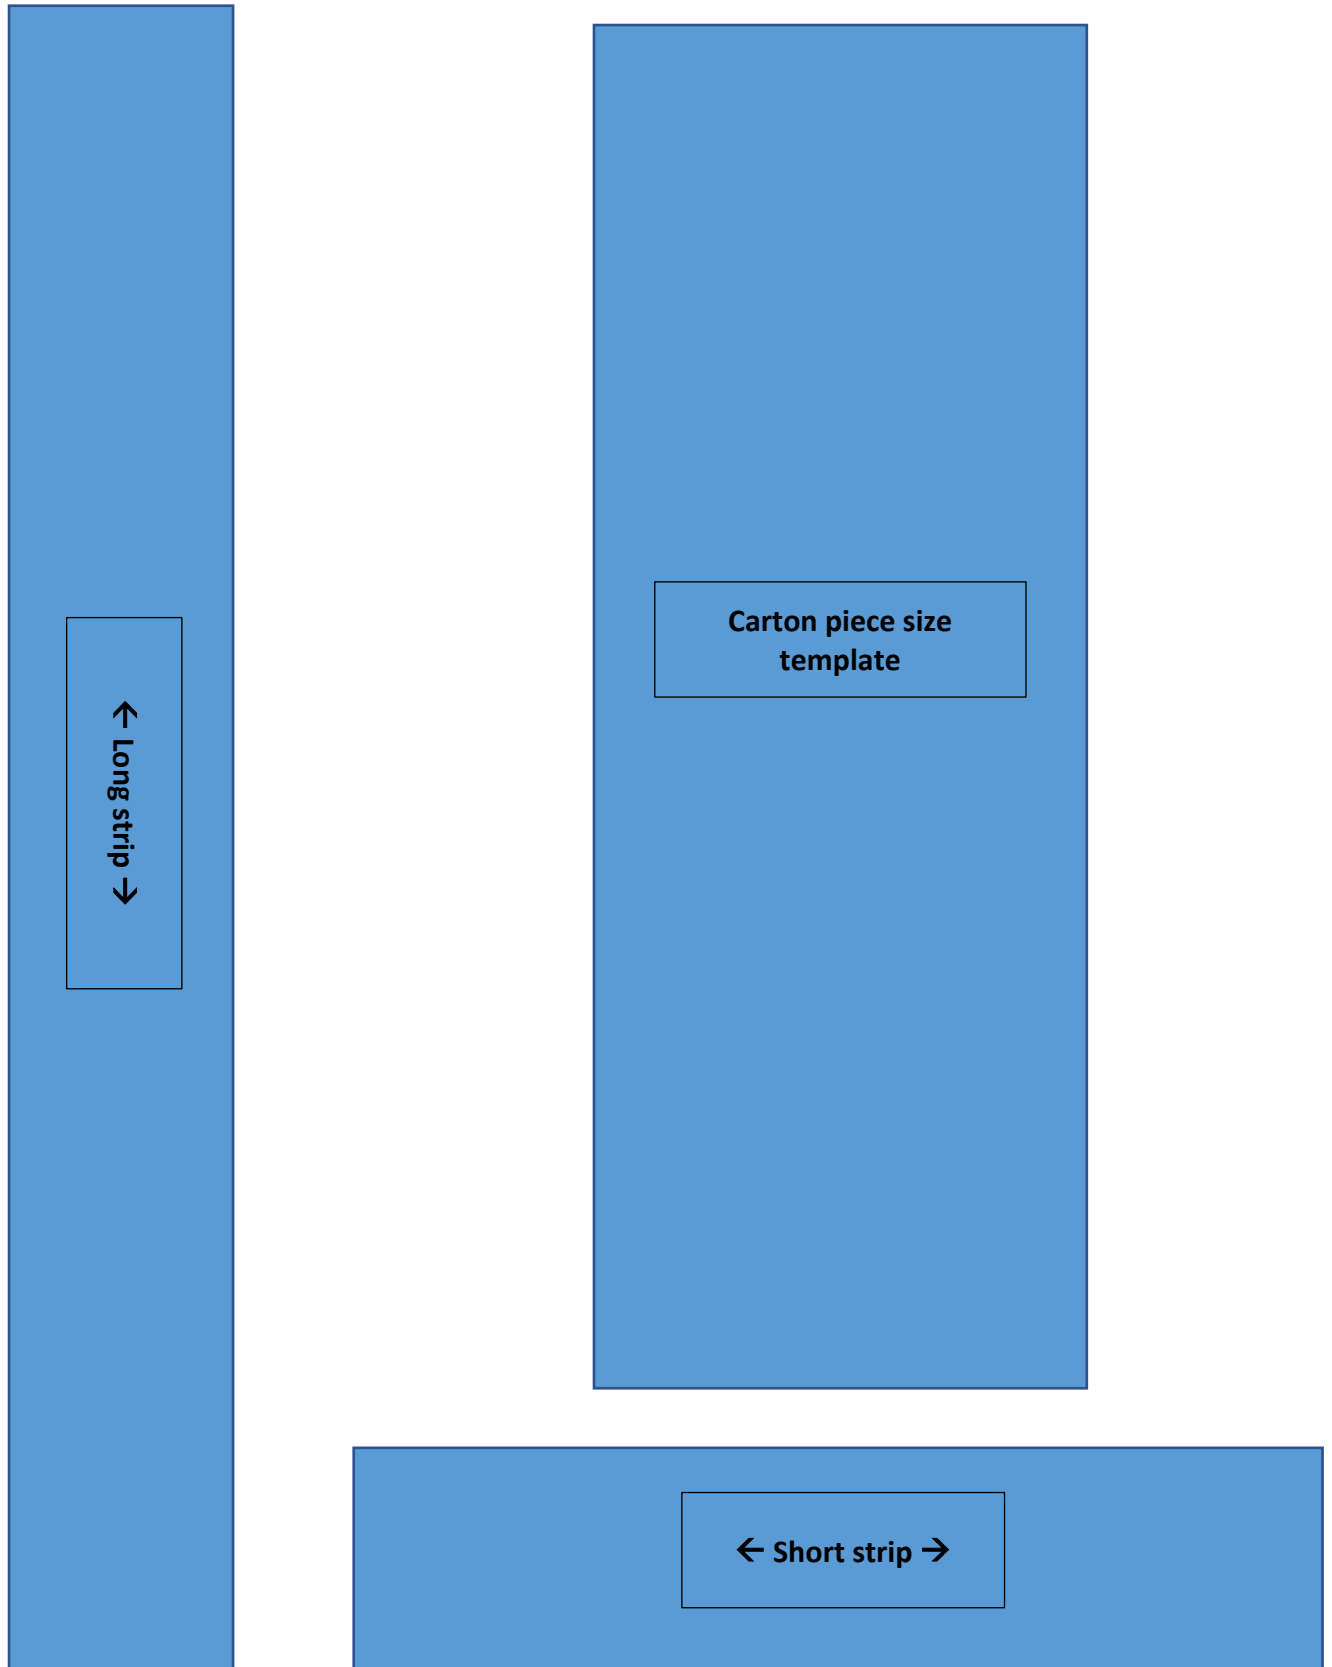 ← Long strip →
Carton piece size
template
← Short strip →